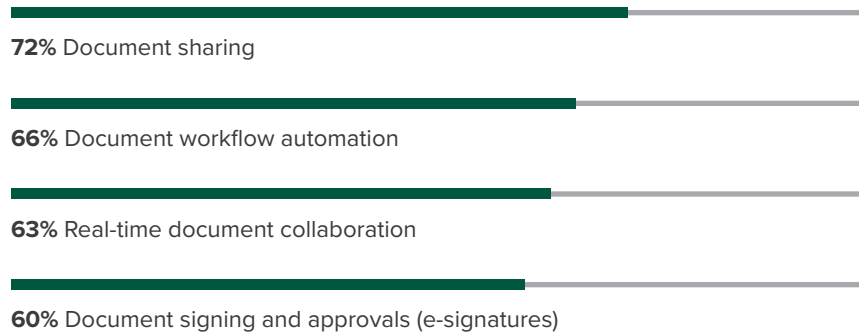 72% Document sharing
66% Document workflow automation
63% Real-time document collaboration
60% Document signing and approvals (e-signatures)